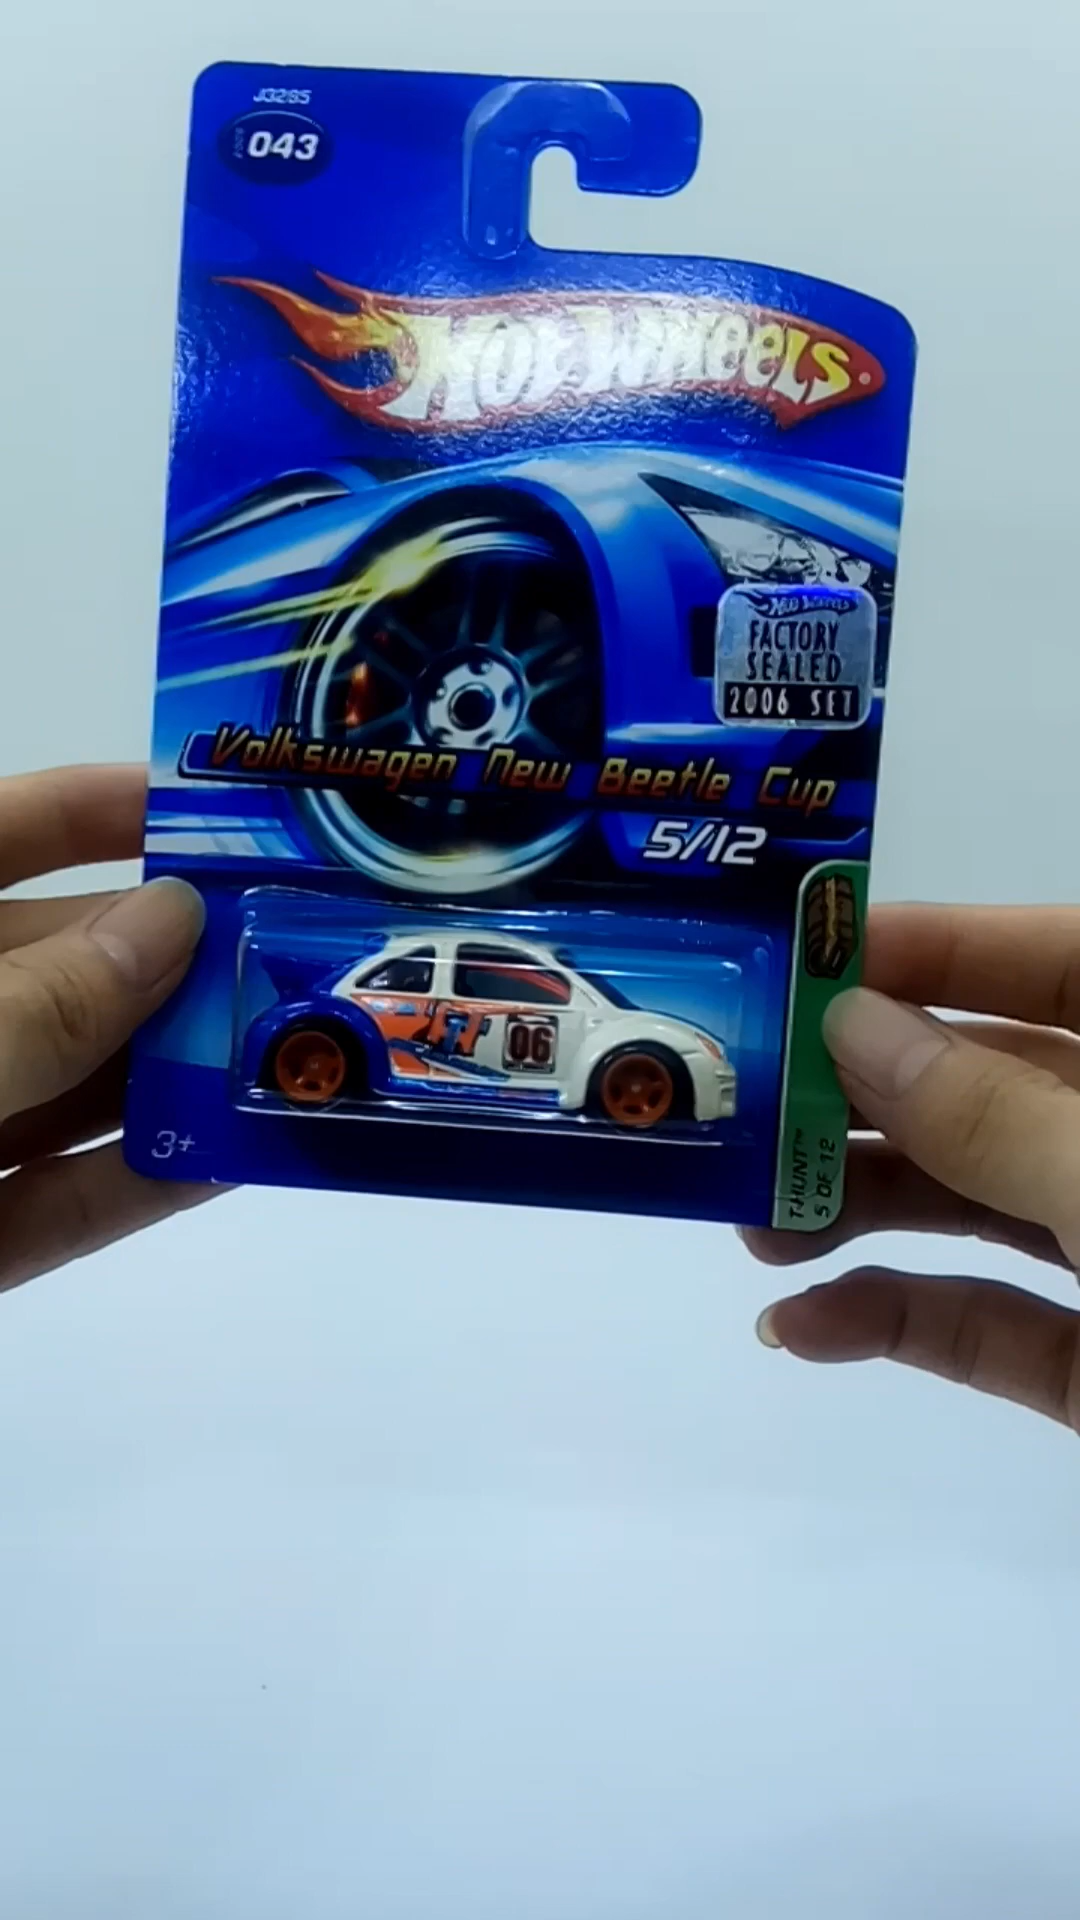 J3285
2006
043
HOT WHEELS
HOT WHEELS
FACTORY
SEALED
2006 SET
Volkswagen New Beetle Cup
5/12
06
3+
T-HUNT™
5 OF 12